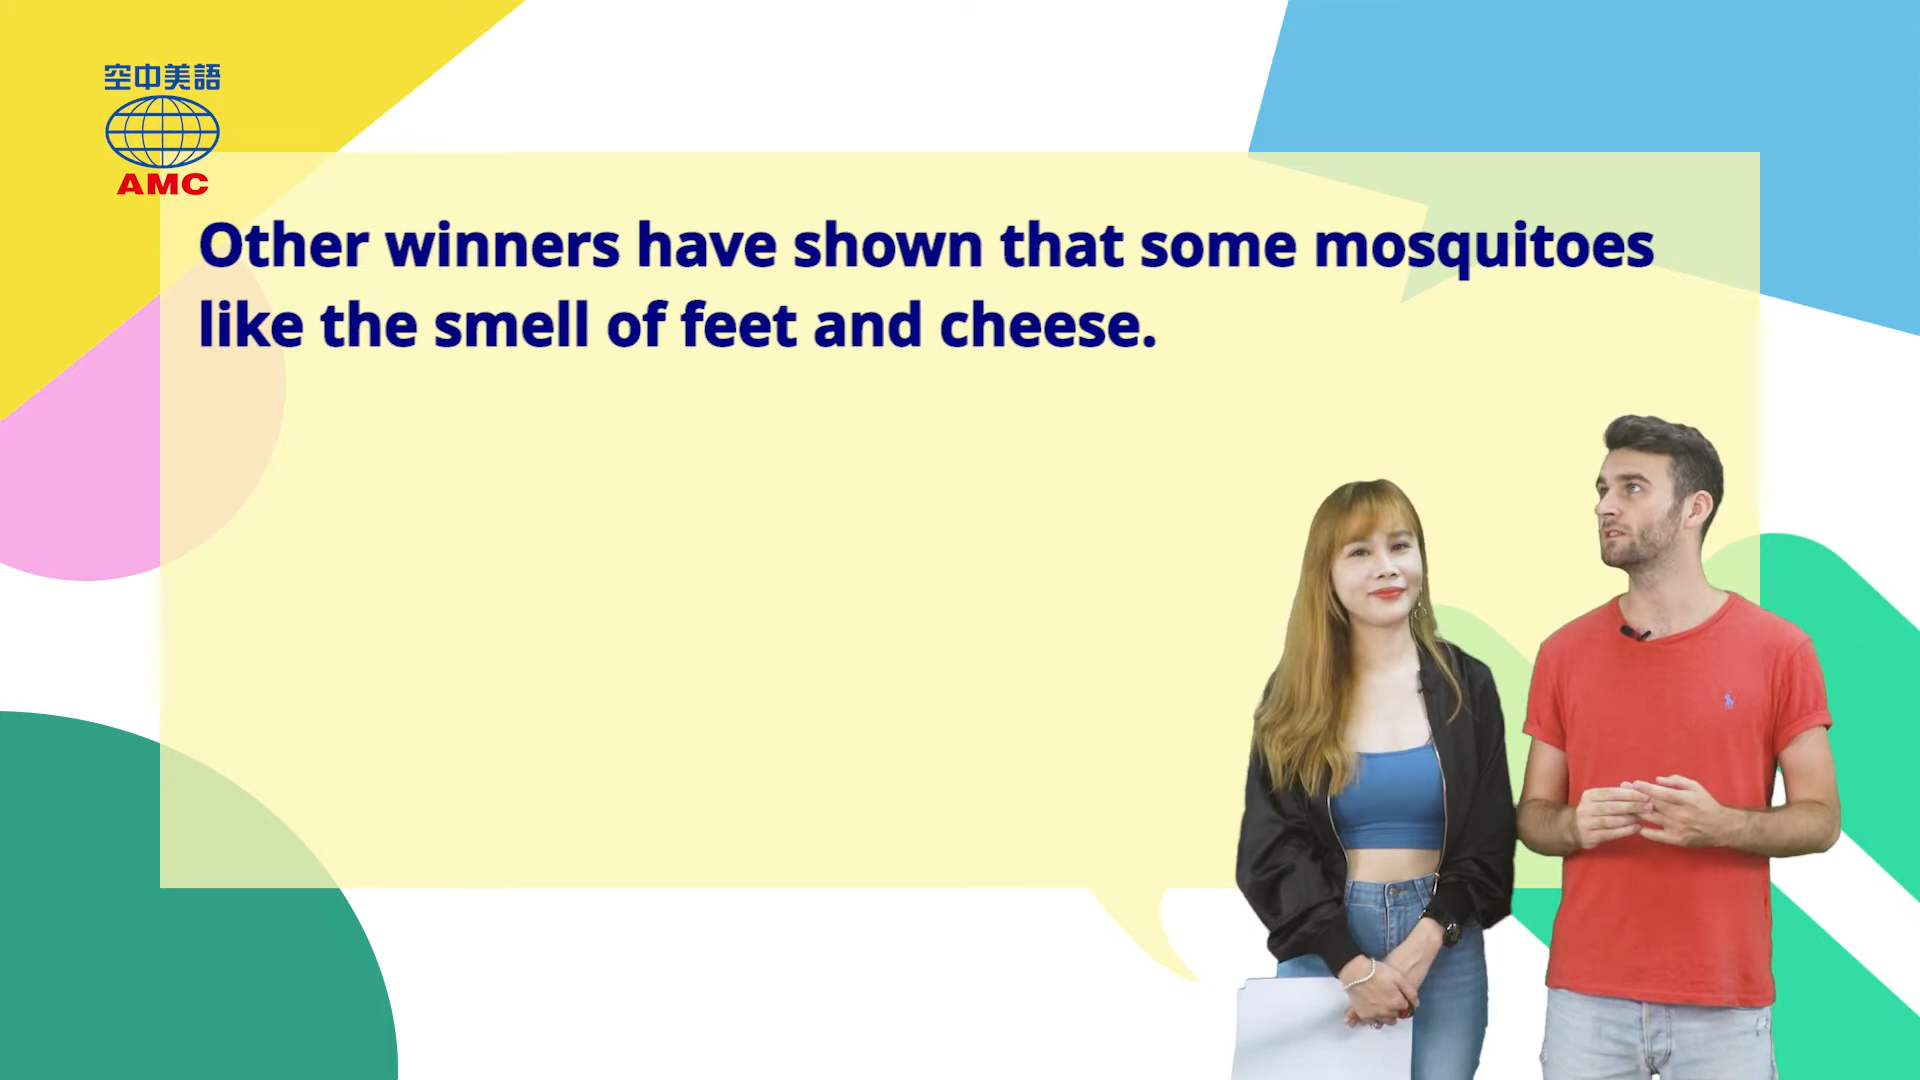 空中美語
AMC
Other winners have shown that some mosquitoes
like the smell of feet and cheese.